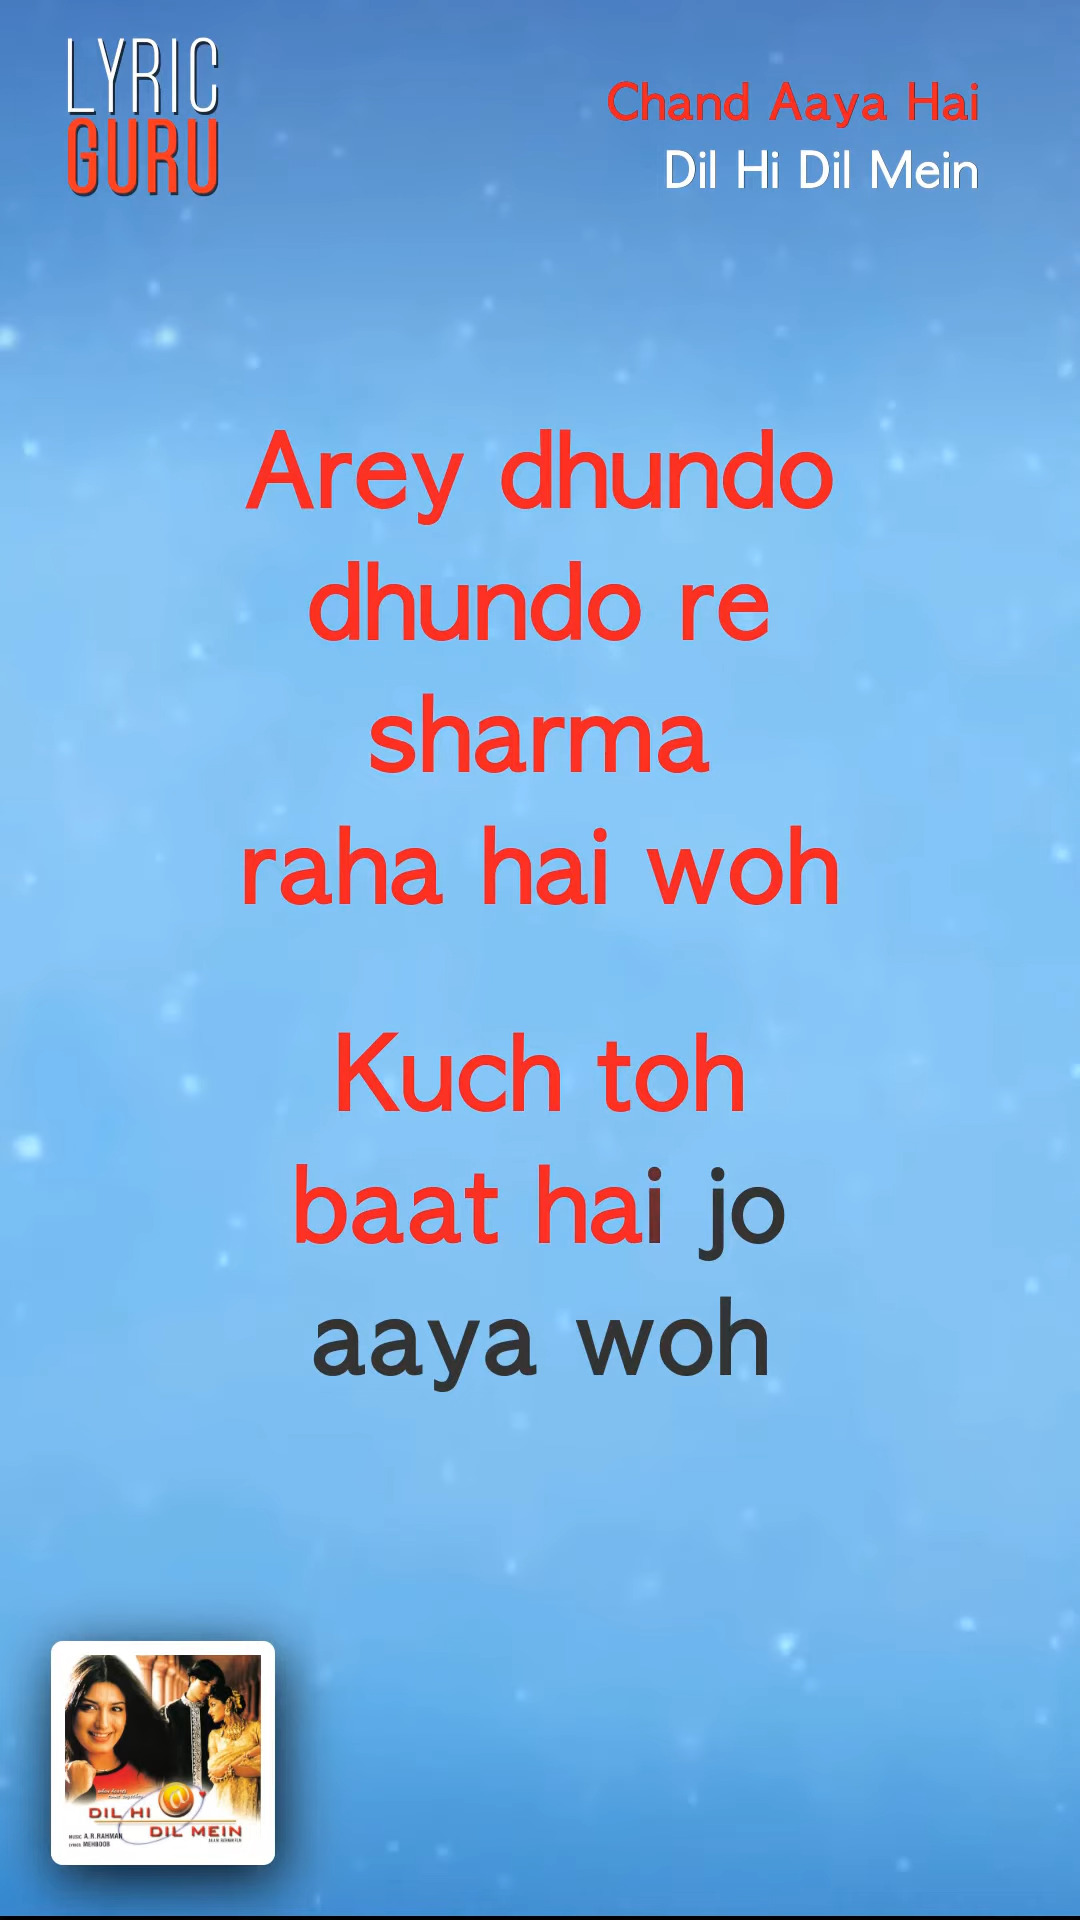 LYRIC
GURU
Chand Aaya Hai
Dil Hi Dil Mein
Arey dhundo
dhundo re
sharma
raha hai woh
Kuch toh
baat hai jo
aaya woh
DIL HI @
DIL MEIN
MUSIC A.R.RAHMAN
LYRICS MEHBOOB